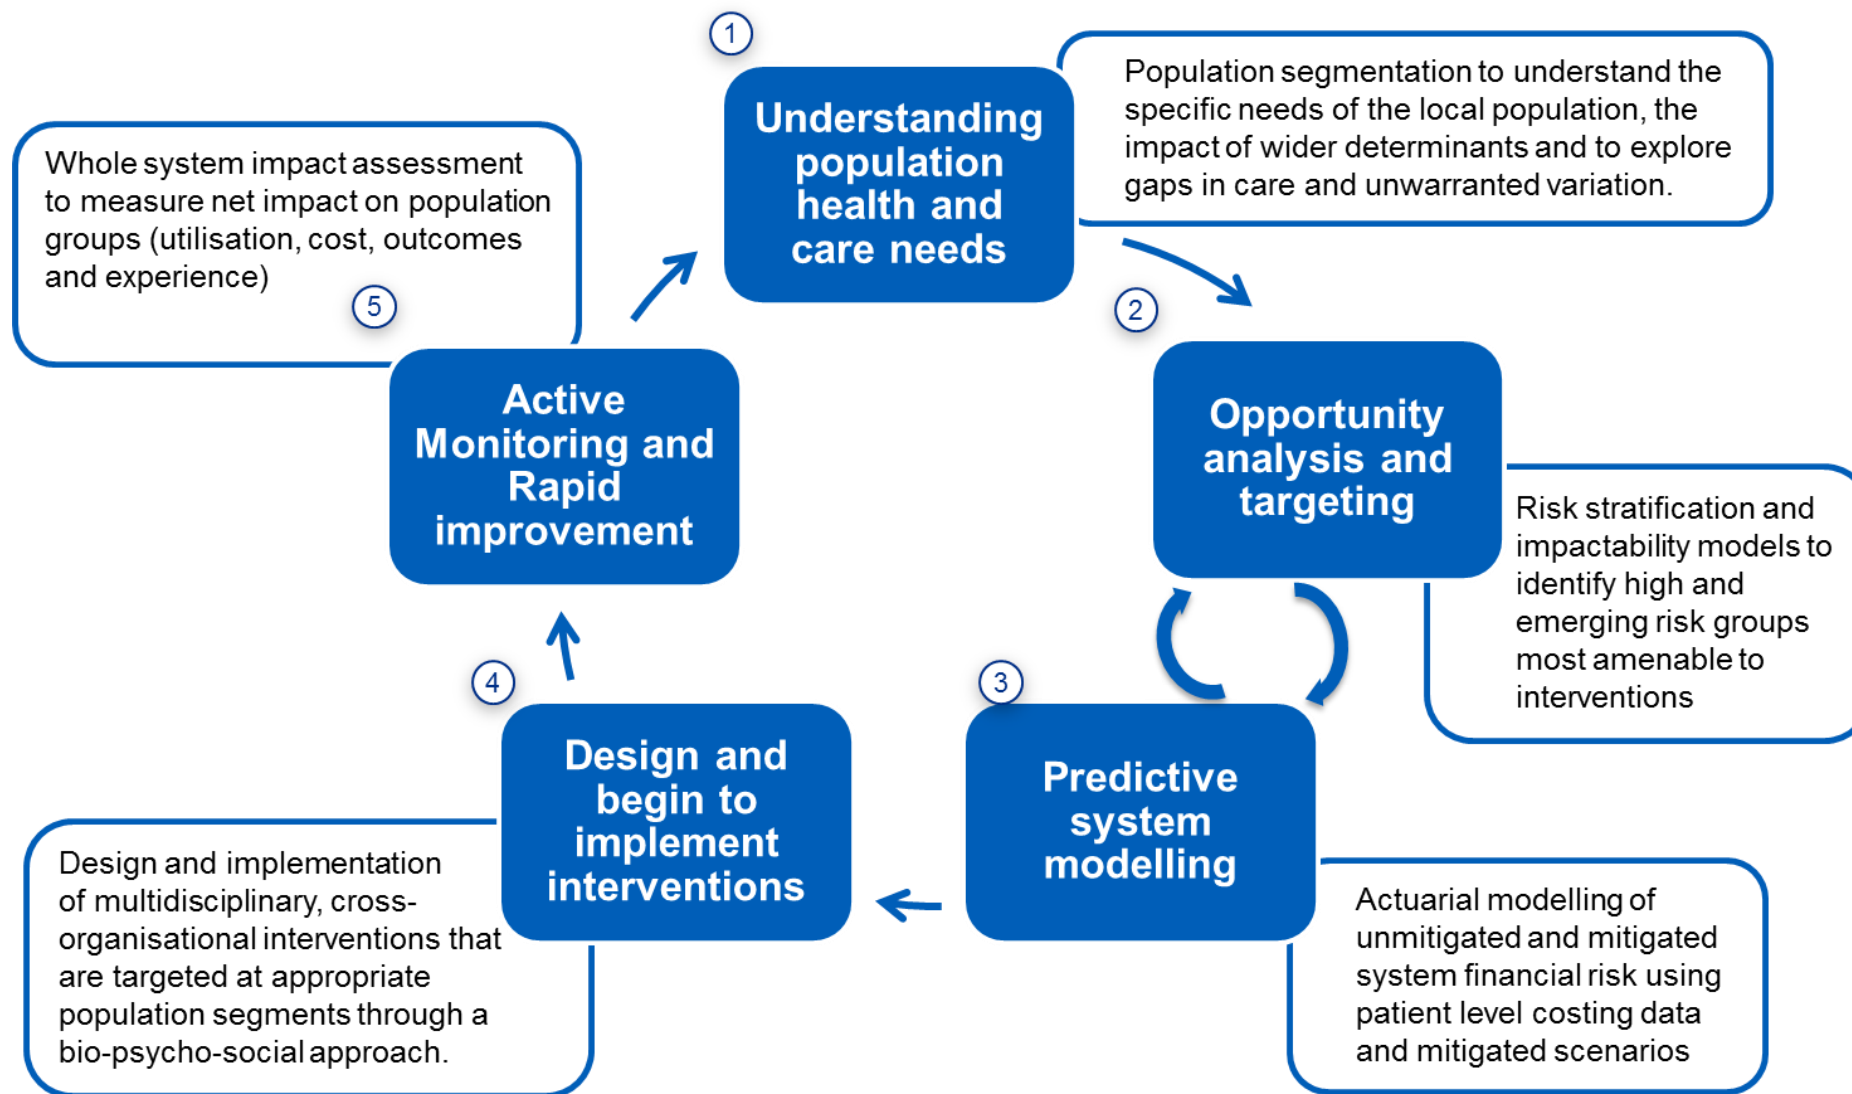 1
Understanding
population
health and
care needs
Population segmentation to understand the
specific needs of the local population, the
impact of wider determinants and to explore
gaps in care and unwarranted variation.
2
Opportunity
analysis and
targeting
Risk stratification and
impactability models to
identify high and
emerging risk groups
most amenable to
interventions
3
Predictive
system
modelling
Actuarial modelling of
unmitigated and mitigated
system financial risk using
patient level costing data
and mitigated scenarios
4
Design and
begin to
implement
interventions
Design and implementation
of multidisciplinary, cross-
organisational interventions that
are targeted at appropriate
population segments through a
bio-psycho-social approach.
5
Active
Monitoring and
Rapid
improvement
Whole system impact assessment
to measure net impact on population
groups (utilisation, cost, outcomes
and experience)